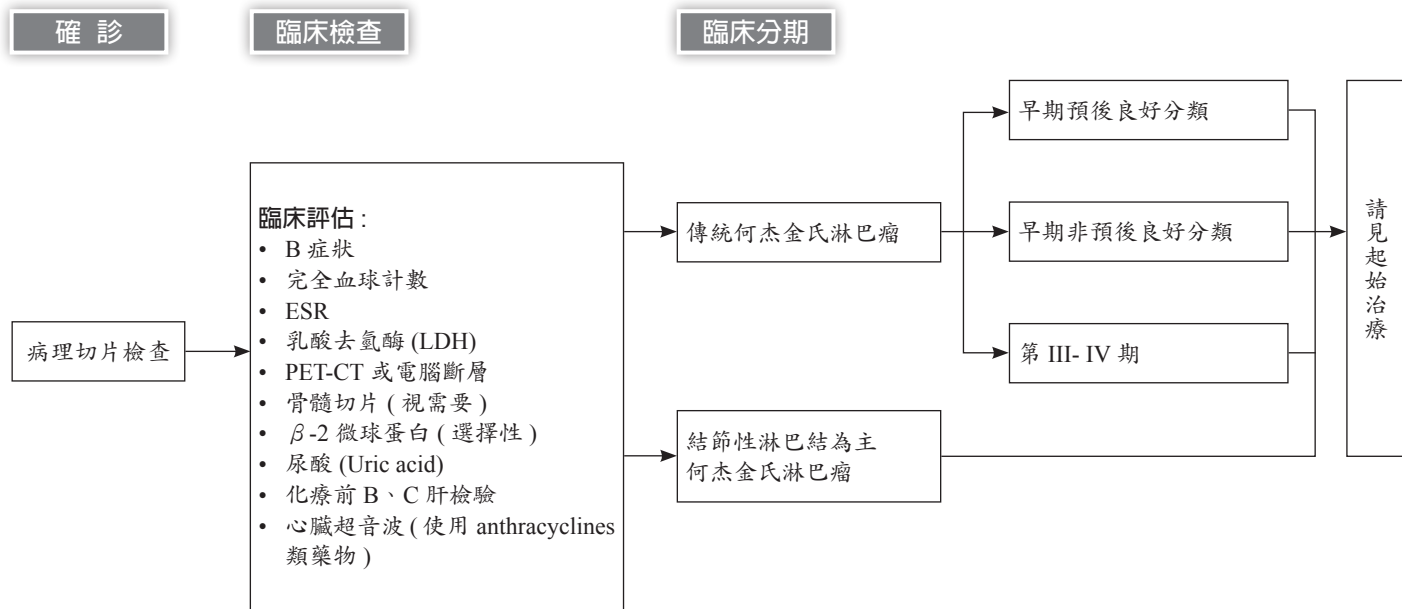 確 診
臨床檢查
臨床分期
病理切片檢查
臨床評估 :
• B 症狀
• 完全血球計數
• ESR
• 乳酸去氫酶 (LDH)
• PET-CT 或電腦斷層
• 骨髓切片 ( 視需要 )
• β-2 微球蛋白 ( 選擇性 )
• 尿酸 (Uric acid)
• 化療前 B、C 肝檢驗
• 心臟超音波 ( 使用 anthracyclines
類藥物 )
傳統何杰金氏淋巴瘤
結節性淋巴結為主
何杰金氏淋巴瘤
早期預後良好分類
早期非預後良好分類
第 III- IV 期
請見起始治療